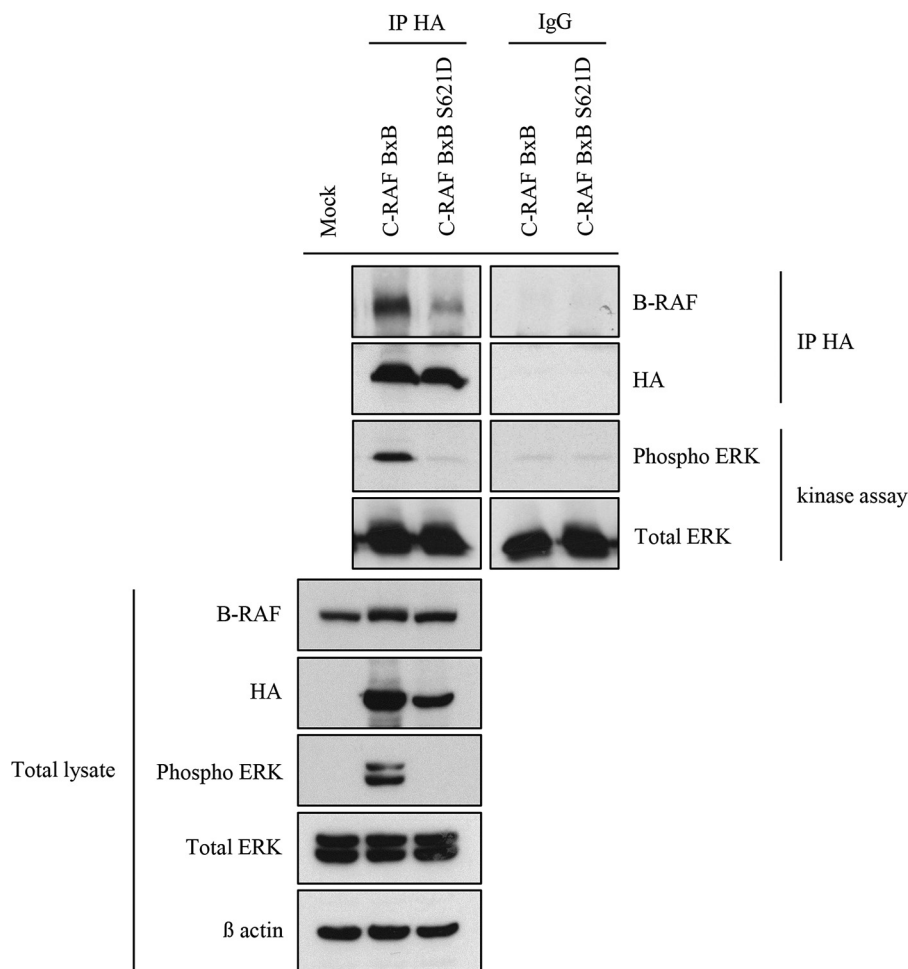 IP HA
IgG
Mock
C-RAF BxB
C-RAF BxB S621D
C-RAF BxB
C-RAF BxB S621D
B-RAF
HA
IP HA
Phospho ERK
Total ERK
kinase assay
B-RAF
HA
Phospho ERK
Total ERK
ß actin
Total lysate